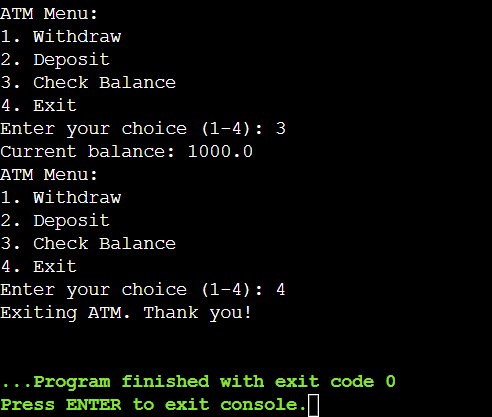 ATM Menu:
1. Withdraw
2. Deposit
3. Check Balance
4. Exit
Enter your choice (1-4): 3
Current balance: 1000.0
ATM Menu:
1. Withdraw
2. Deposit
3. Check Balance
4. Exit
Enter your choice (1-4): 4
Exiting ATM. Thank you!
...Program finished with exit code 0
Press ENTER to exit console.